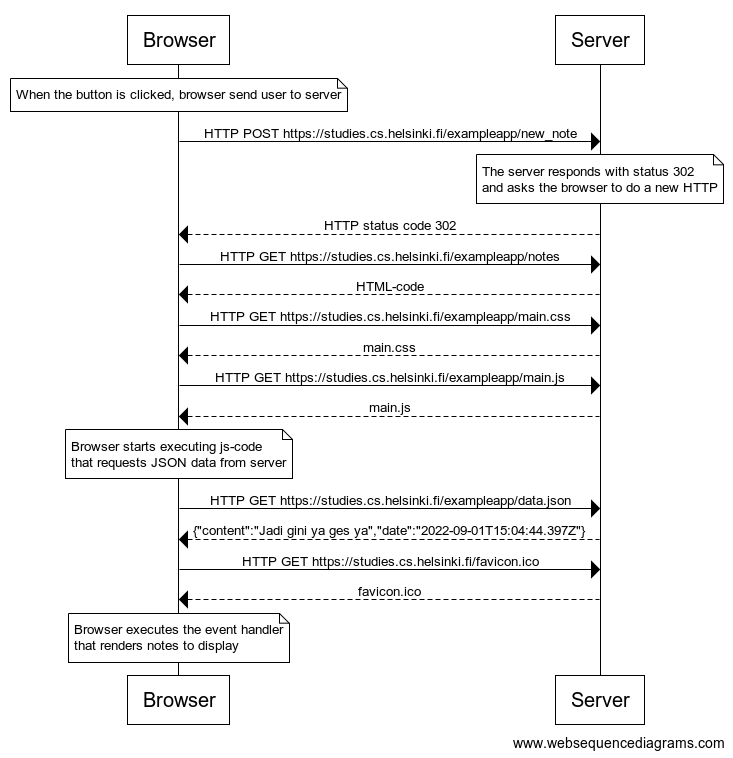 Browser
Server
When the button is clicked, browser send user to server
HTTP POST https://studies.cs.helsinki.fi/exampleapp/new_note
The server responds with status 302
and asks the browser to do a new HTTP
HTTP status code 302
HTTP GET https://studies.cs.helsinki.fi/exampleapp/notes
HTML-code
HTTP GET https://studies.cs.helsinki.fi/exampleapp/main.css
main.css
HTTP GET https://studies.cs.helsinki.fi/exampleapp/main.js
main.js
Browser starts executing js-code
that requests JSON data from server
HTTP GET https://studies.cs.helsinki.fi/exampleapp/data.json
{"content":"Jadi gini ya ges ya","date":"2022-09-01T15:04:44.397Z"}
HTTP GET https://studies.cs.helsinki.fi/favicon.ico
favicon.ico
Browser executes the event handler
that renders notes to display
Browser
Server
www.websequencediagrams.com